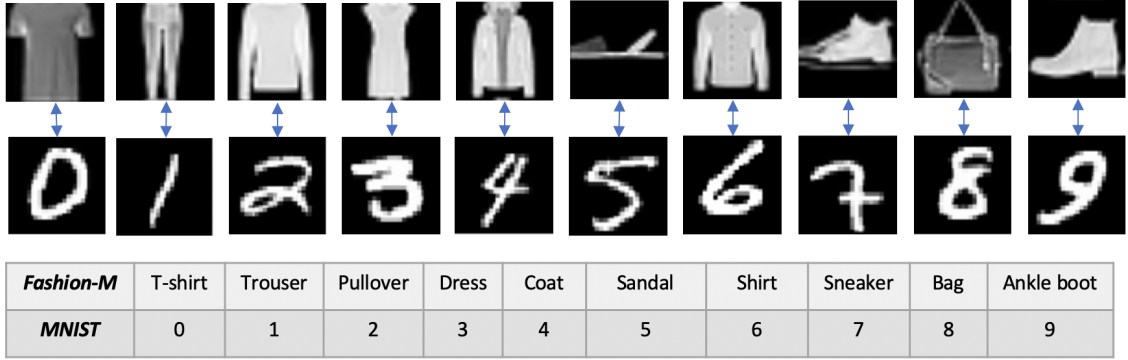 0 1 2 3 4 5 6 7 8 9
Fashion-M T-shirt Trouser Pullover Dress Coat Sandal Shirt Sneaker Bag Ankle boot
MNIST 0 1 2 3 4 5 6 7 8 9